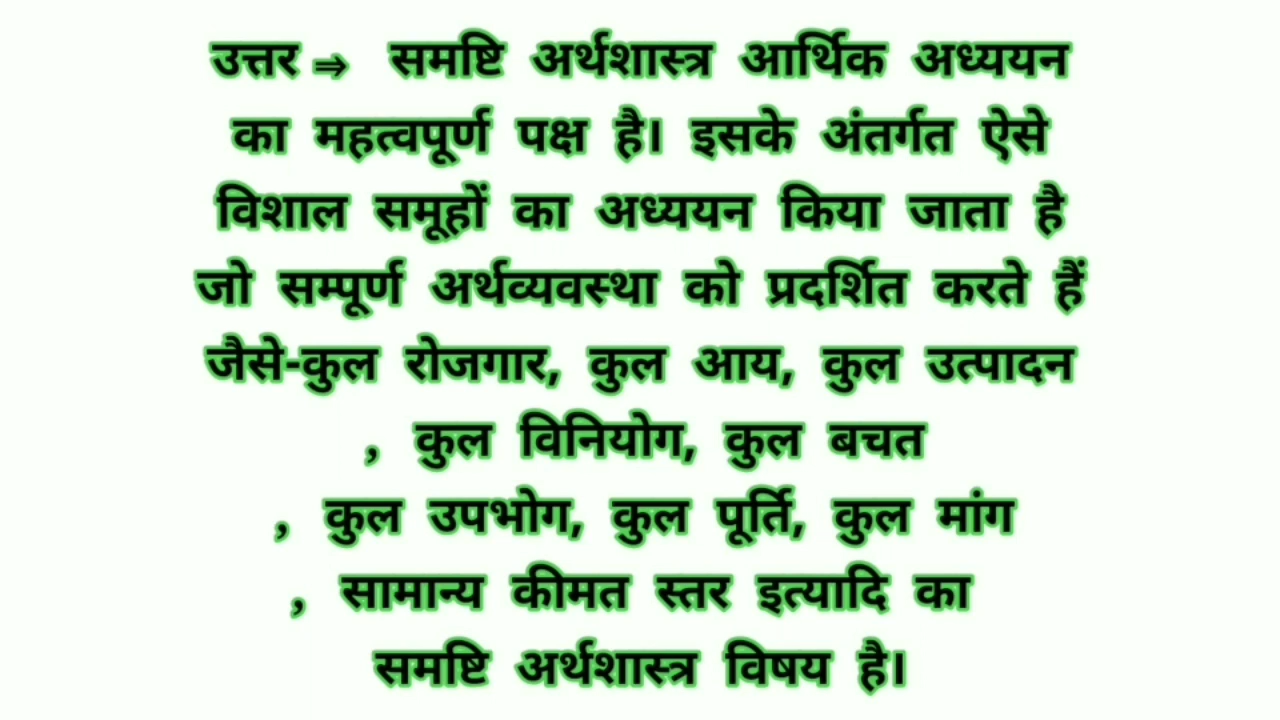 उत्तर ⇒ समष्टि अर्थशास्त्र आर्थिक अध्ययन
का महत्वपूर्ण पक्ष है। इसके अंतर्गत ऐसे
विशाल समूहों का अध्ययन किया जाता है
जो सम्पूर्ण अर्थव्यवस्था को प्रदर्शित करते हैं
जैसे-कुल रोजगार, कुल आय, कुल उत्पादन
, कुल विनियोग, कुल बचत
, कुल उपभोग, कुल पूर्ति, कुल मांग
, सामान्य कीमत स्तर इत्यादि का
समष्टि अर्थशास्त्र विषय है।